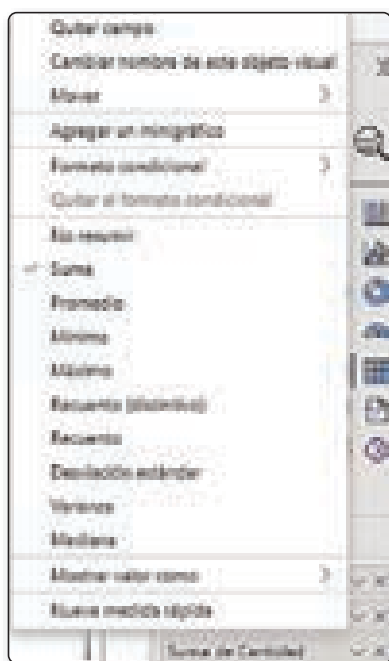 Quitar campo
Cambiar nombre de este objeto visual
Mover
Agregar un minigráfico
Formato condicional
Quitar el formato condicional
No resumir
Suma
Promedio
Mínimo
Máximo
Recuento (distintivo)
Recuento
Desviación estándar
Varianza
Mediana
Mostrar valor como
Nueva medida rápida
Suma de Cantidad